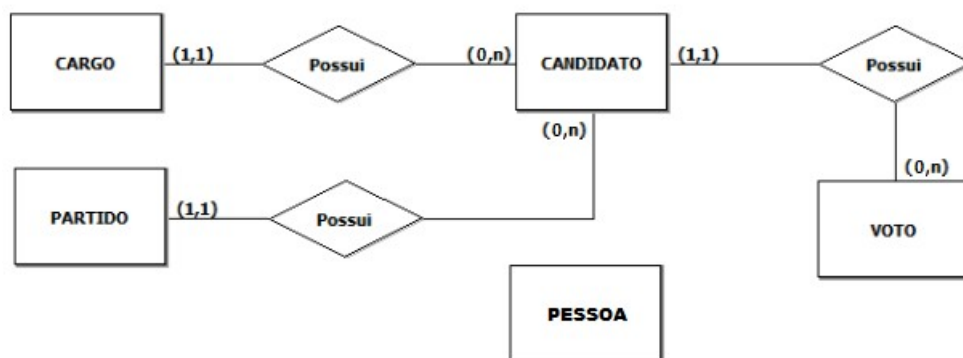 CARGO (1,1) Possui (0,n) CANDIDATO (1,1) Possui
(0,n)
(0,n)
PARTIDO (1,1) Possui VOTO
PESSOA